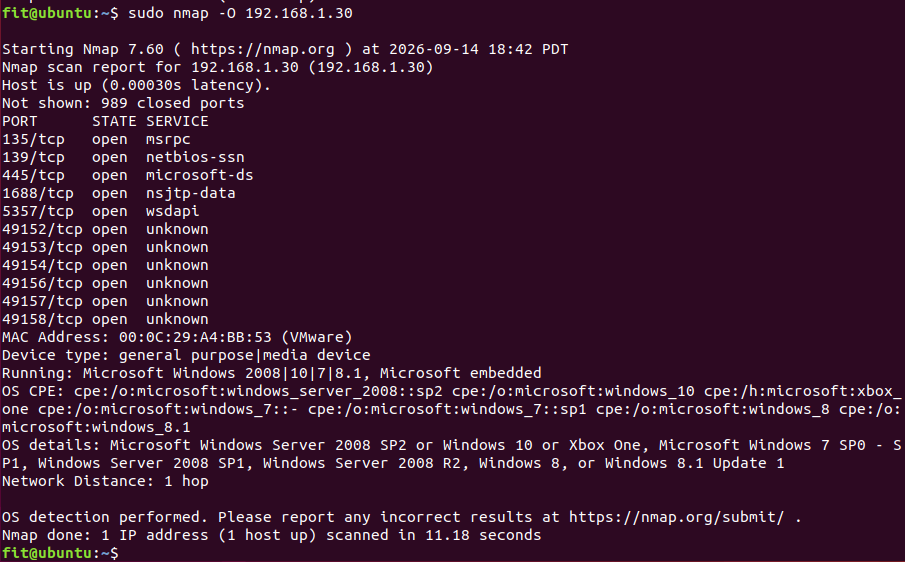 fit@ubuntu:~$ sudo nmap -O 192.168.1.30
Starting Nmap 7.60 ( https://nmap.org ) at 2026-09-14 18:42 PDT
Nmap scan report for 192.168.1.30 (192.168.1.30)
Host is up (0.00030s latency).
Not shown: 989 closed ports
PORT      STATE SERVICE
135/tcp   open  msrpc
139/tcp   open  netbios-ssn
445/tcp   open  microsoft-ds
1688/tcp  open  nsjtp-data
5357/tcp  open  wsdapi
49152/tcp open  unknown
49153/tcp open  unknown
49154/tcp open  unknown
49156/tcp open  unknown
49157/tcp open  unknown
49158/tcp open  unknown
MAC Address: 00:0C:29:A4:BB:53 (VMware)
Device type: general purpose|media device
Running: Microsoft Windows 2008|10|7|8.1, Microsoft embedded
OS CPE: cpe:/o:microsoft:windows_server_2008::sp2 cpe:/o:microsoft:windows_10 cpe:/h:microsoft:xbox_
one cpe:/o:microsoft:windows_7::- cpe:/o:microsoft:windows_7::sp1 cpe:/o:microsoft:windows_8 cpe:/o:
microsoft:windows_8.1
OS details: Microsoft Windows Server 2008 SP2 or Windows 10 or Xbox One, Microsoft Windows 7 SP0 - S
P1, Windows Server 2008 SP1, Windows Server 2008 R2, Windows 8, or Windows 8.1 Update 1
Network Distance: 1 hop
OS detection performed. Please report any incorrect results at https://nmap.org/submit/ .
Nmap done: 1 IP address (1 host up) scanned in 11.18 seconds
fit@ubuntu:~$